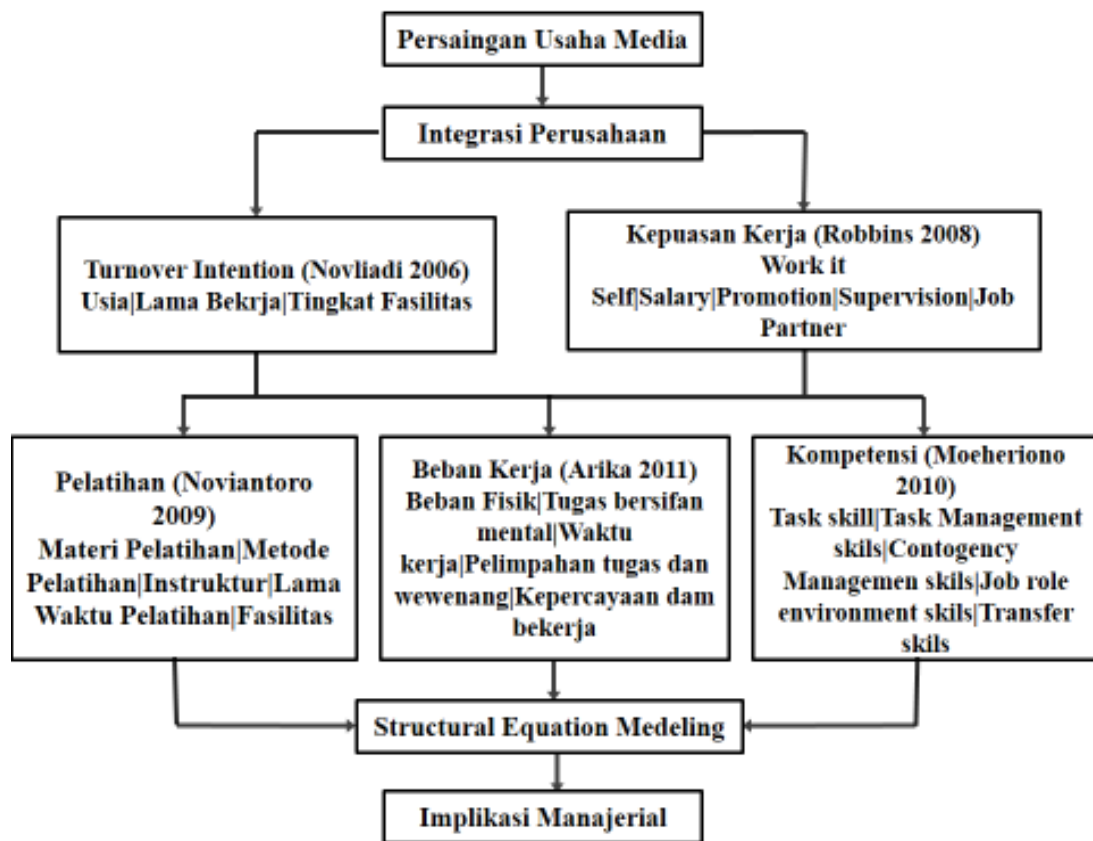 Persaingan Usaha Media
Integrasi Perusahaan
Turnover Intention (Novliadi 2006)
Usia|Lama Bekrja|Tingkat Fasilitas
Kepuasan Kerja (Robbins 2008)
Work it
Self|Salary|Promotion|Supervision|Job
Partner
Pelatihan (Noviantoro
2009)
Materi Pelatihan|Metode
Pelatihan|Instruktur|Lama
Waktu Pelatihan|Fasilitas
Beban Kerja (Arika 2011)
Beban Fisik|Tugas bersifan
mental|Waktu
kerja|Pelimpahan tugas dan
wewenang|Kepercayaan dam
bekerja
Kompetensi (Moeheriono
2010)
Task skill|Task Management
skils|Contogency
Managemen skils|Job role
environment skils|Transfer
skils
Structural Equation Medeling
Implikasi Manajerial